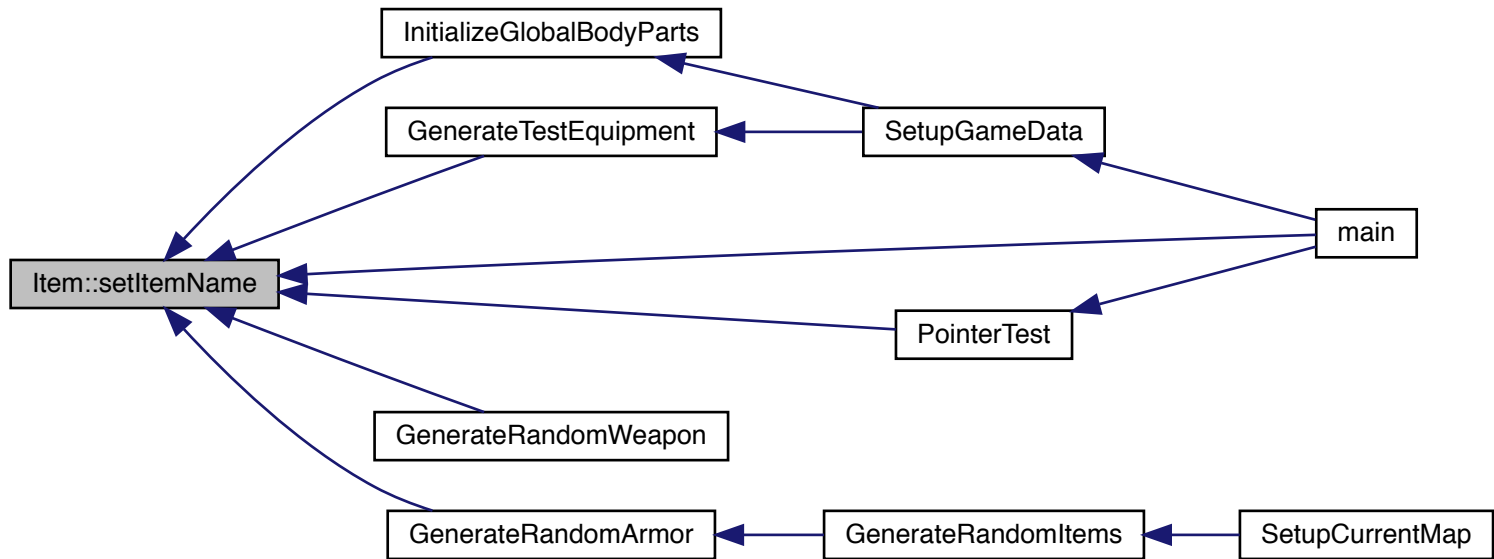 InitializeGlobalBodyParts
GenerateTestEquipment
SetupGameData
main
Item::setItemName
PointerTest
GenerateRandomWeapon
GenerateRandomArmor
GenerateRandomItems
SetupCurrentMap